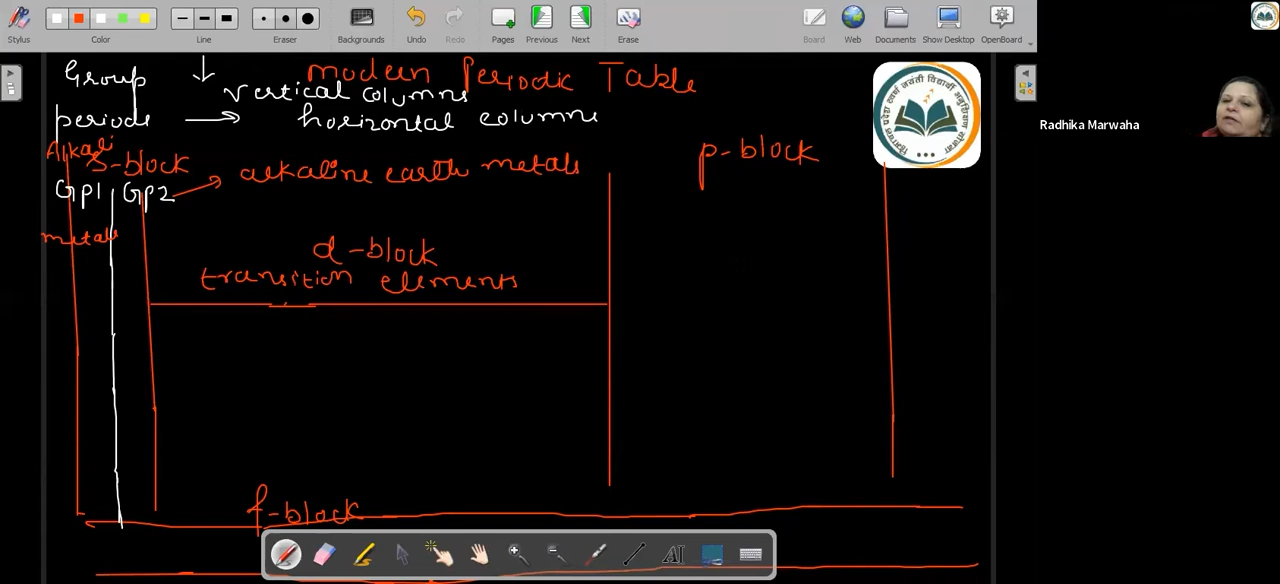 Stylus
Color
Line
Eraser
Backgrounds
Undo
Redo
Pages
Previous
Next
Erase
Board
Web
Documents
Show Desktop
OpenBoard
Group ↓ modern Periodic Table
vertical columns
periods → horizontal columns
Alkali s-block → alkaline earth metals
p-block
GP1 GP2
metals
d-block
transition elements
f-block
Radhika Marwaha